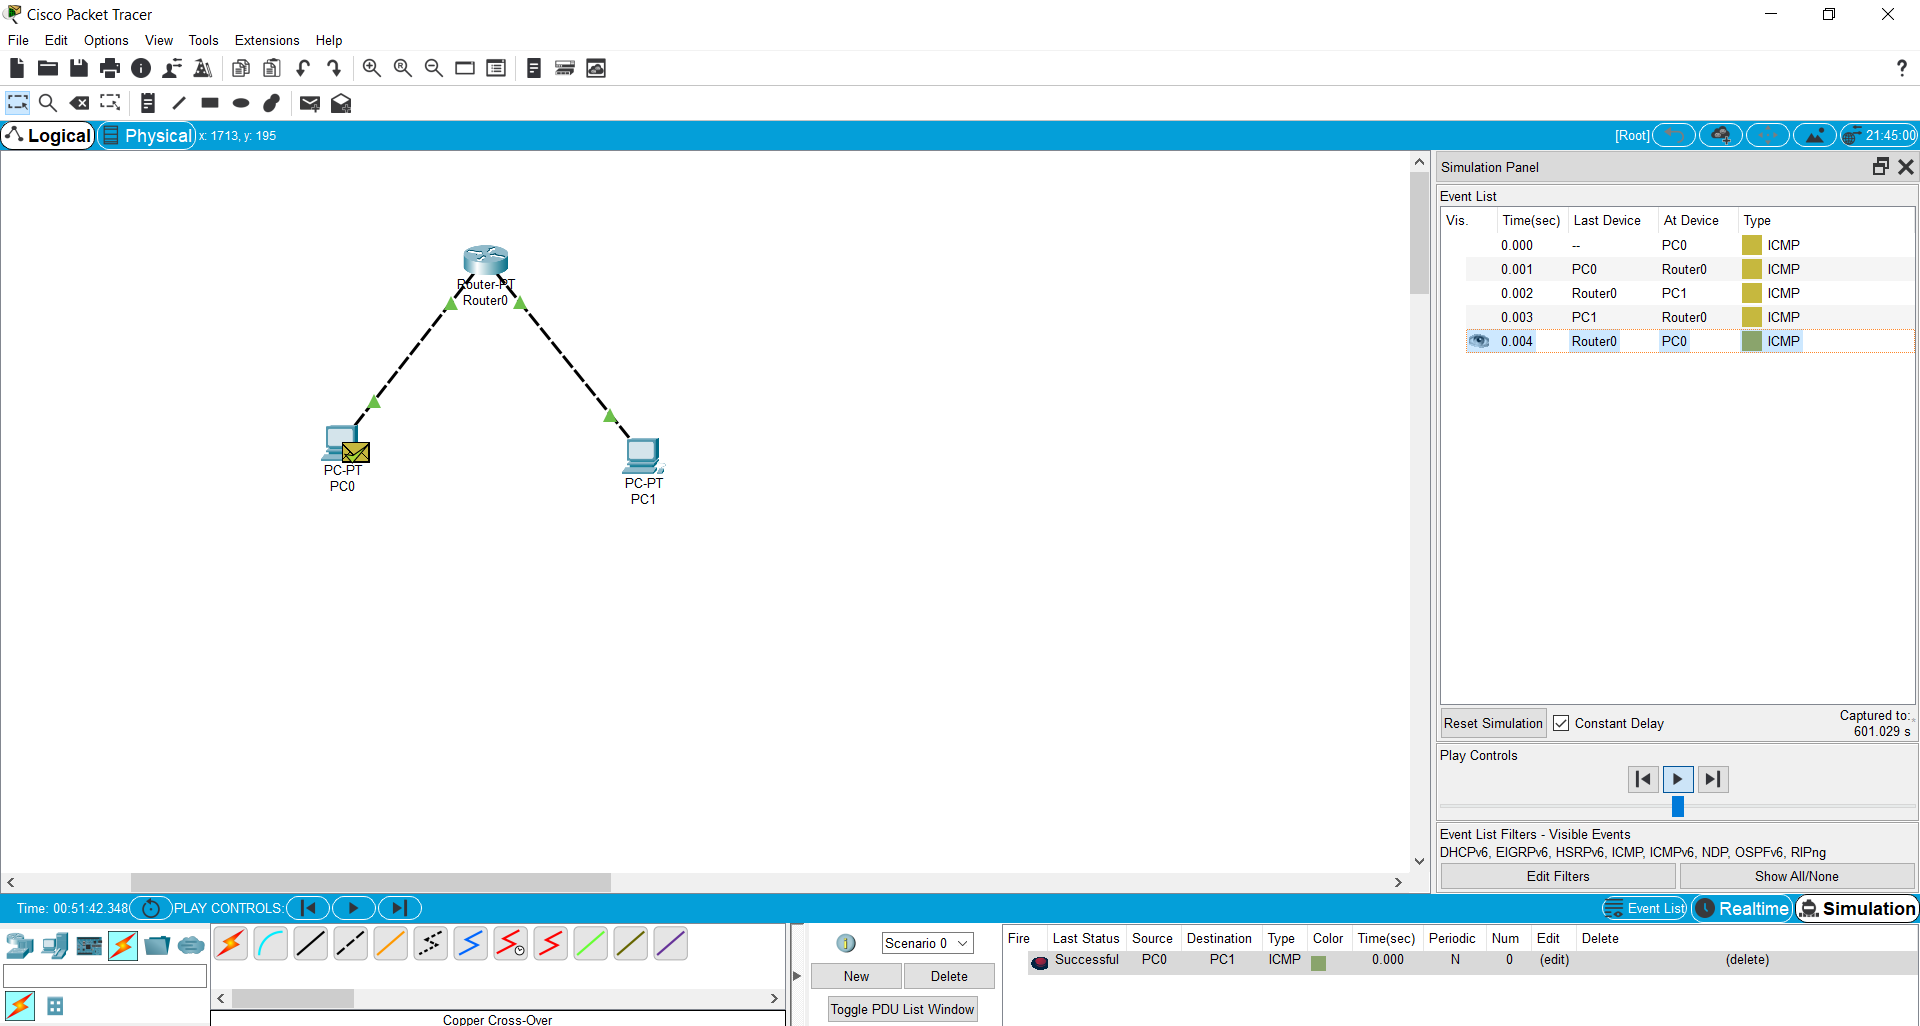 Cisco Packet Tracer
File Edit Options View Tools Extensions Help
?
Logical Physical x: 1713, y: 195 [Root] 21:45:00
Simulation Panel
Event List
Vis. Time(sec) Last Device At Device Type
0.000 -- PC0 ICMP
0.001 PC0 Router0 ICMP
0.002 Router0 PC1 ICMP
0.003 PC1 Router0 ICMP
0.004 Router0 PC0 ICMP
Router-PT
Router0
PC-PT
PC0
PC-PT
PC1
Reset Simulation Constant Delay
Captured to:
601.029 s
Play Controls
Event List Filters - Visible Events
DHCPv6, EIGRPv6, HSRPv6, ICMP, ICMPv6, NDP, OSPFv6, RIPng
Edit Filters Show All/None
Time: 00:51:42.348 PLAY CONTROLS: Event List Realtime Simulation
Scenario 0
New Delete
Toggle PDU List Window
Fire Last Status Source Destination Type Color Time(sec) Periodic Num Edit Delete
Successful PC0 PC1 ICMP 0.000 N 0 (edit) (delete)
Copper Cross-Over